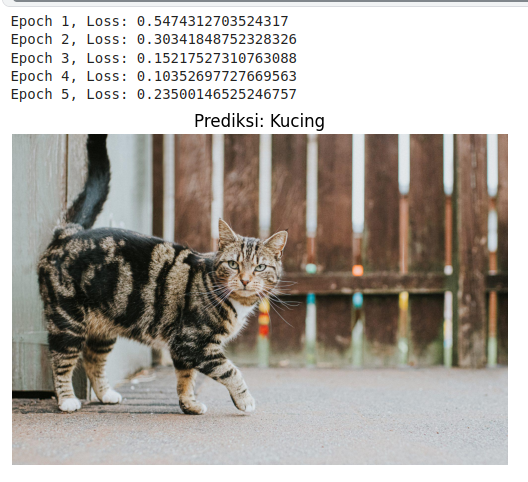 Epoch 1, Loss: 0.5474312703524317
Epoch 2, Loss: 0.30341848752328326
Epoch 3, Loss: 0.15217527310763088
Epoch 4, Loss: 0.10352697727669563
Epoch 5, Loss: 0.23500146525246757
Prediksi: Kucing